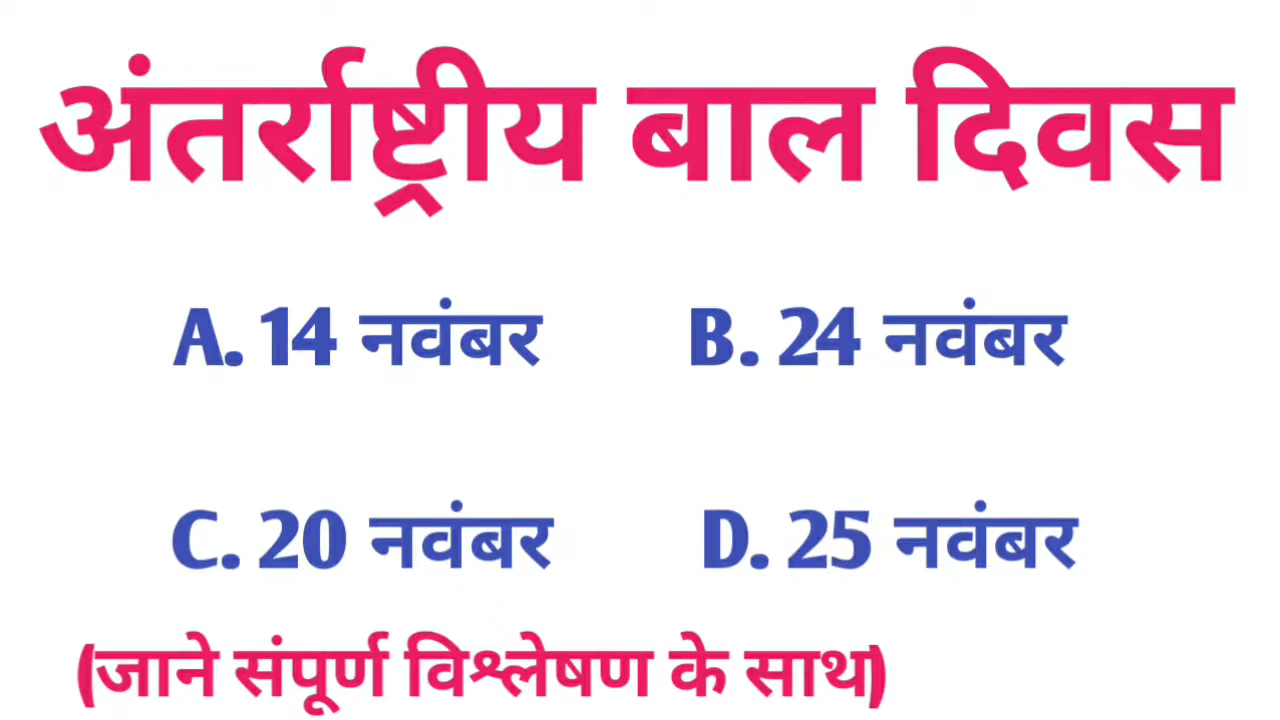 अंतर्राष्ट्रीय बाल दिवस
A. 14 नवंबर B. 24 नवंबर
C. 20 नवंबर D. 25 नवंबर
(जाने संपूर्ण विश्लेषण के साथ)